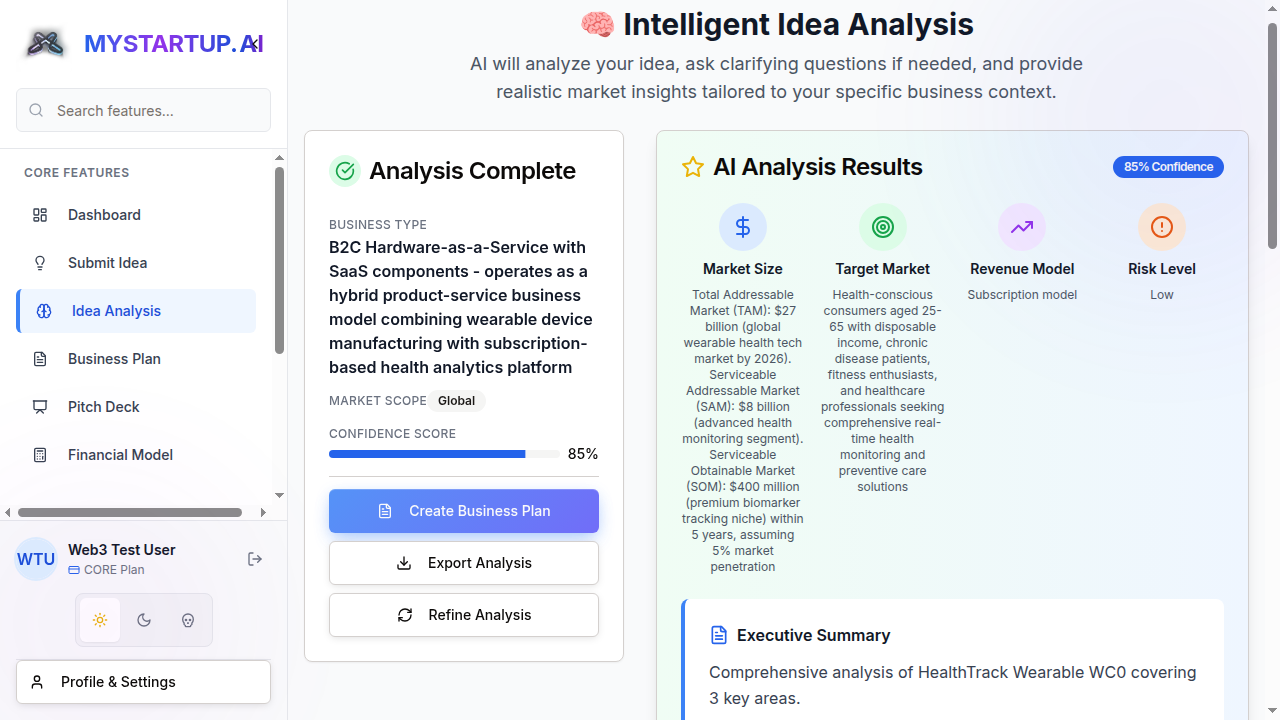 MYSTARTUP.AI
Search features...
CORE FEATURES
Dashboard
Submit Idea
Idea Analysis
Business Plan
Pitch Deck
Financial Model
WTU
Web3 Test User
CORE Plan
Profile & Settings
🧠 Intelligent Idea Analysis
AI will analyze your idea, ask clarifying questions if needed, and provide
realistic market insights tailored to your specific business context.
Analysis Complete
BUSINESS TYPE
B2C Hardware-as-a-Service with
SaaS components - operates as a
hybrid product-service business
model combining wearable device
manufacturing with subscription-
based health analytics platform
MARKET SCOPE Global
CONFIDENCE SCORE
85%
Create Business Plan
Export Analysis
Refine Analysis
AI Analysis Results
85% Confidence
Market Size
Total Addressable
Market (TAM): $27
billion (global
wearable health tech
market by 2026).
Serviceable
Addressable Market
(SAM): $8 billion
(advanced health
monitoring segment).
Serviceable
Obtainable Market
(SOM): $400 million
(premium biomarker
tracking niche) within
5 years, assuming
5% market
penetration
Target Market
Health-conscious
consumers aged 25-
65 with disposable
income, chronic
disease patients,
fitness enthusiasts,
and healthcare
professionals seeking
comprehensive real-
time health
monitoring and
preventive care
solutions
Revenue Model
Subscription model
Risk Level
Low
Executive Summary
Comprehensive analysis of HealthTrack Wearable WC0 covering
3 key areas.